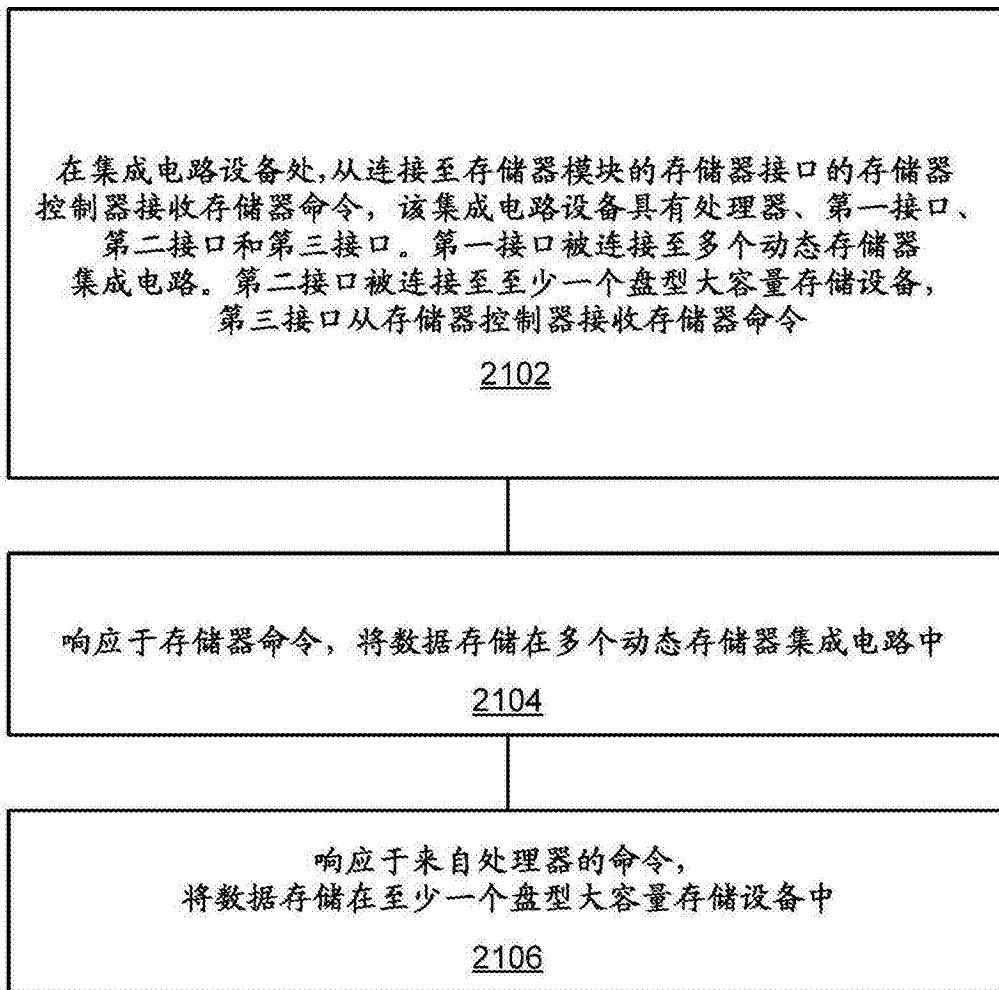 在集成电路设备处,从连接至存储器模块的存储器接口的存储器
控制器接收存储器命令，该集成电路设备具有处理器、第一接口、
第二接口和第三接口。第一接口被连接至多个动态存储器
集成电路。第二接口被连接至至少一个盘型大容量存储设备，
第三接口从存储器控制器接收存储器命令
2102
响应于存储器命令，将数据存储在多个动态存储器集成电路中
2104
响应于来自处理器的命令，
将数据存储在至少一个盘型大容量存储设备中
2106